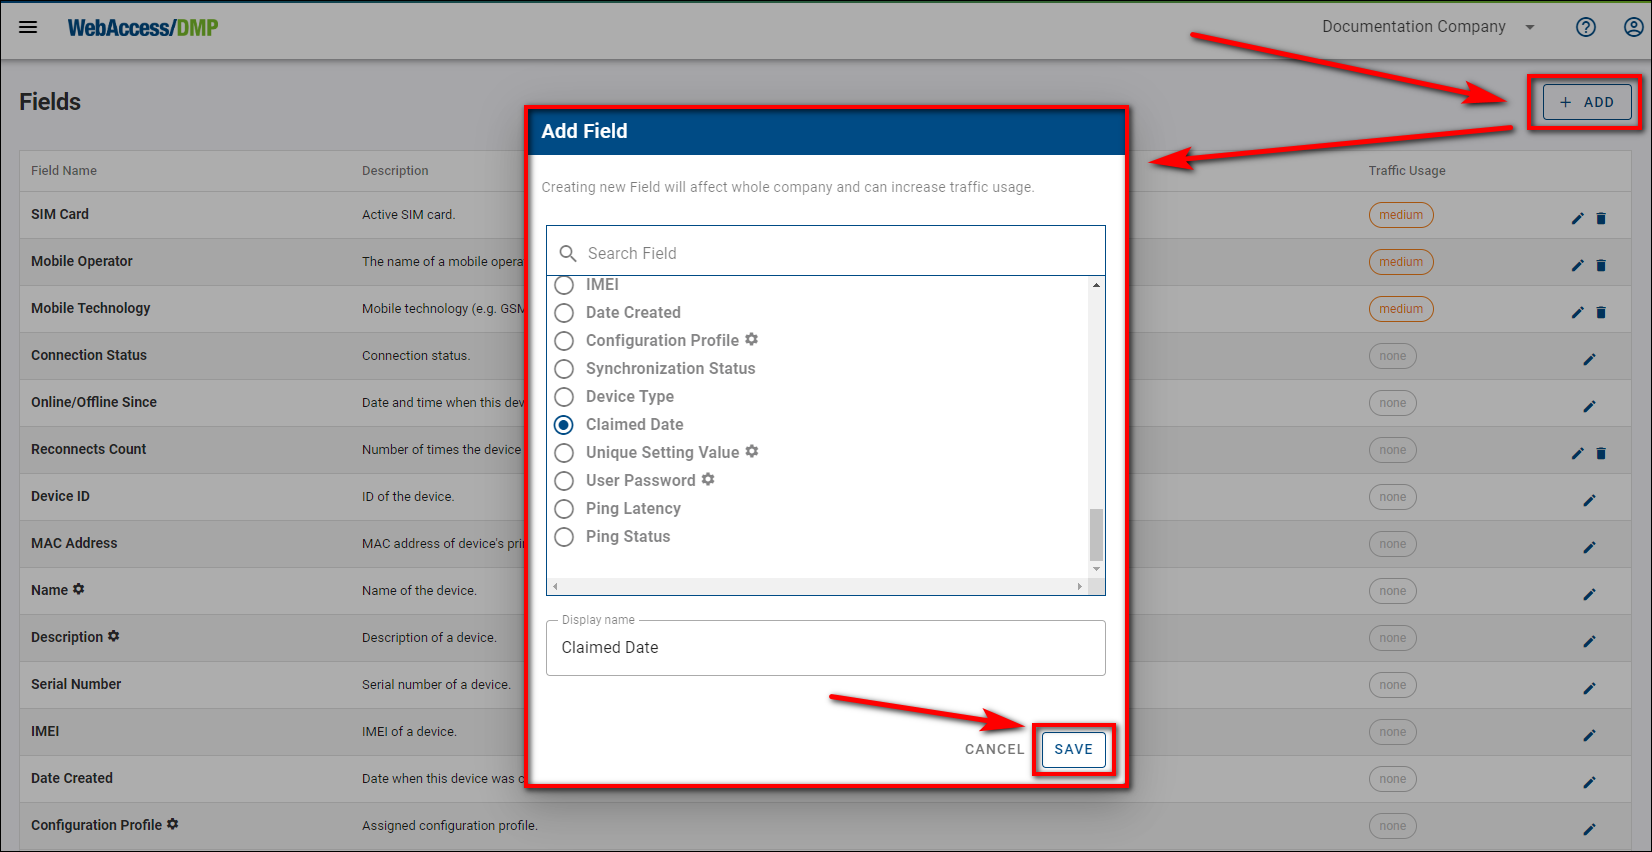 WebAccess/DMP
Documentation Company
Fields
+ ADD
Field Name Description Traffic Usage
SIM Card Active SIM card. medium
Mobile Operator The name of a mobile opera medium
Mobile Technology Mobile technology (e.g. GSM medium
Connection Status Connection status. none
Online/Offline Since Date and time when this dev none
Reconnects Count Number of times the device none
Device ID ID of the device. none
MAC Address MAC address of device's pri none
Name Name of the device. none
Description Description of a device. none
Serial Number Serial number of a device. none
IMEI IMEI of a device. none
Date Created Date when this device was c none
Configuration Profile Assigned configuration profile. none
Add Field
Creating new Field will affect whole company and can increase traffic usage.
Search Field
IMEI
Date Created
Configuration Profile
Synchronization Status
Device Type
Claimed Date
Unique Setting Value
User Password
Ping Latency
Ping Status
Display name
Claimed Date
CANCEL SAVE